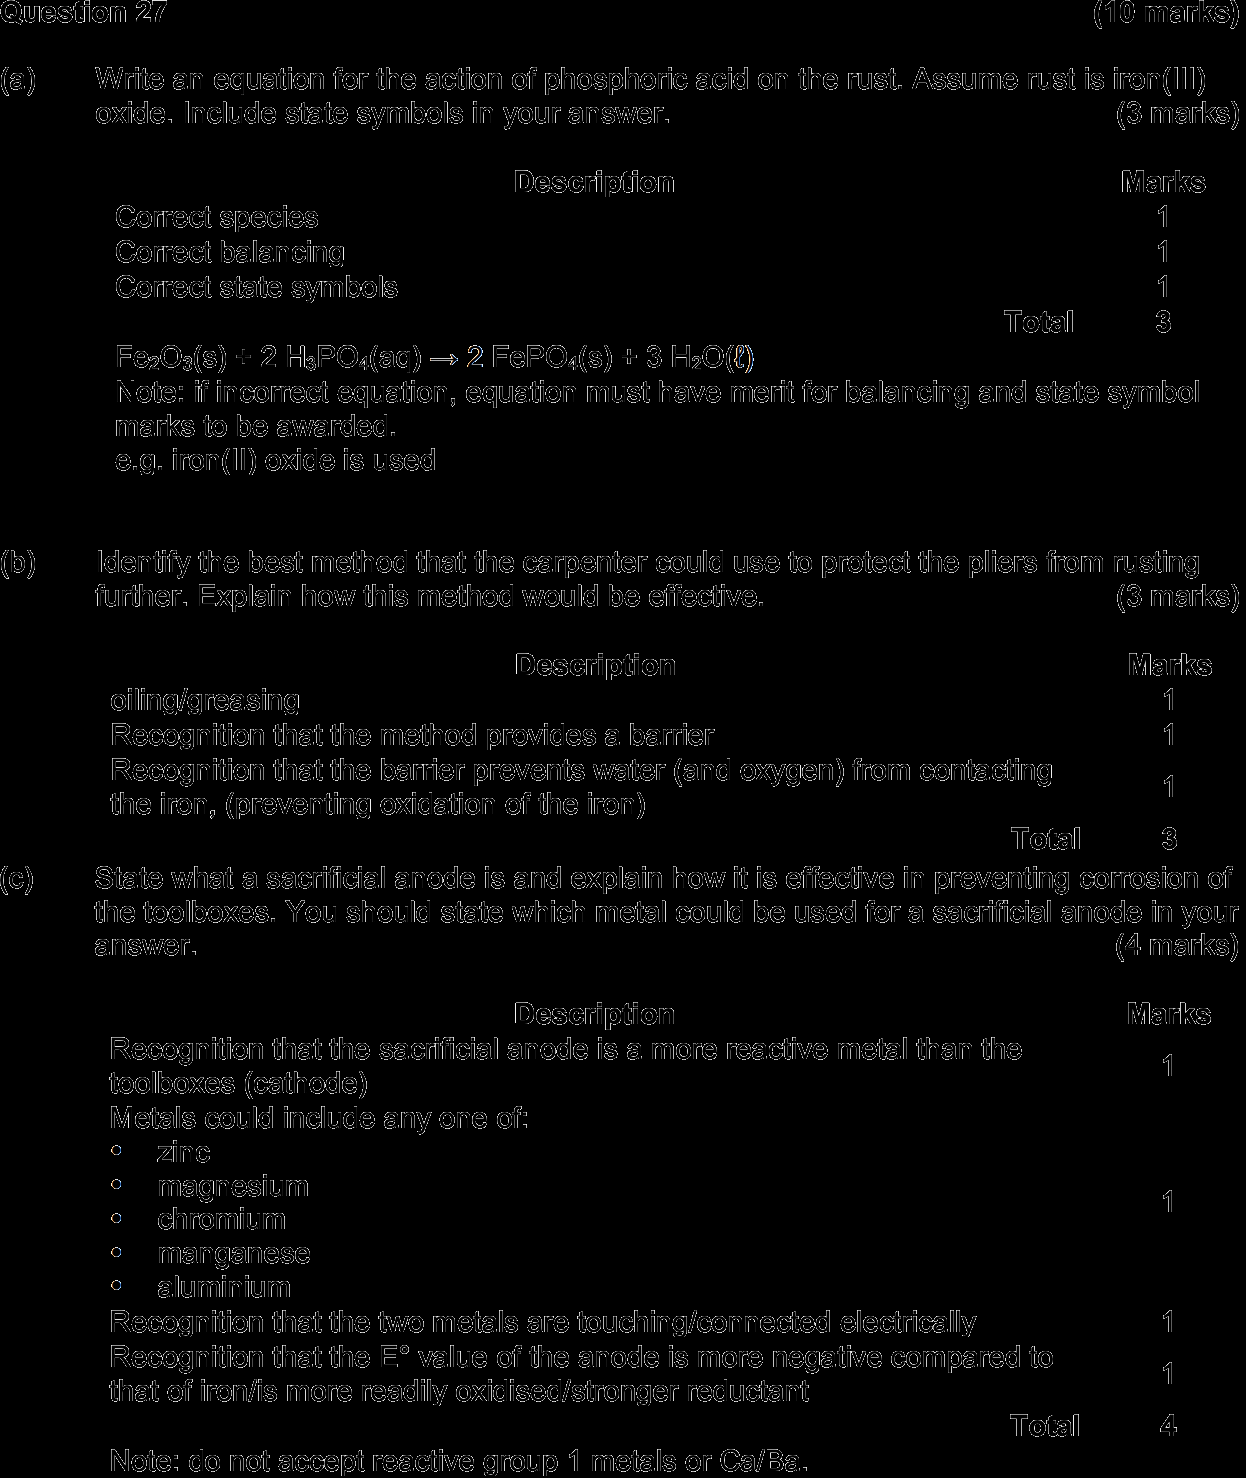 Question 27 (10 marks)
(a) Write an equation for the action of phosphoric acid on the rust. Assume rust is iron(III)
oxide. Include state symbols in your answer. (3 marks)
Description Marks
Correct species 1
Correct balancing 1
Correct state symbols 1
Total 3
Fe₂O₃(s) + 2 H₃PO₄(aq) → 2 FePO₄(s) + 3 H₂O(ℓ)
Note: if incorrect equation, equation must have merit for balancing and state symbol
marks to be awarded.
e.g. iron(II) oxide is used
(b) Identify the best method that the carpenter could use to protect the pliers from rusting
further. Explain how this method would be effective. (3 marks)
Description Marks
oiling/greasing 1
Recognition that the method provides a barrier 1
Recognition that the barrier prevents water (and oxygen) from contacting
the iron, (preventing oxidation of the iron) 1
Total 3
(c) State what a sacrificial anode is and explain how it is effective in preventing corrosion of
the toolboxes. You should state which metal could be used for a sacrificial anode in your
answer. (4 marks)
Description Marks
Recognition that the sacrificial anode is a more reactive metal than the
toolboxes (cathode) 1
Metals could include any one of:
• zinc
• magnesium
• chromium 1
• manganese
• aluminium
Recognition that the two metals are touching/connected electrically 1
Recognition that the E° value of the anode is more negative compared to
that of iron/is more readily oxidised/stronger reductant 1
Total 4
Note: do not accept reactive group 1 metals or Ca/Ba.